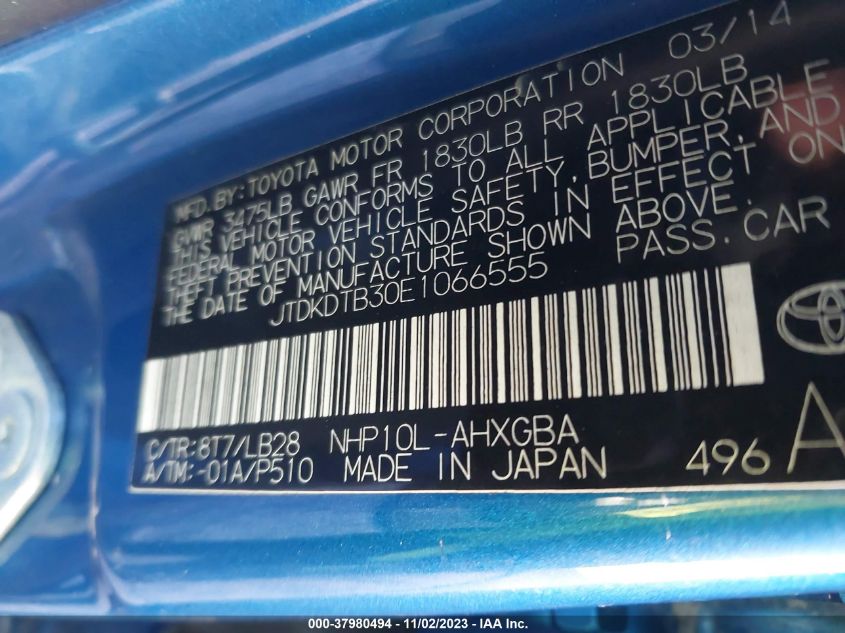 MFD.BY:TOYOTA MOTOR CORPORATION 03/14
GVWR 3475LB GAWR FR 1830LB RR 1830LB
THIS VEHICLE CONFORMS TO ALL APPLICABLE
FEDERAL MOTOR VEHICLE SAFETY,BUMPER,AND
THEFT PREVENTION STANDARDS IN EFFECT ON
THE DATE OF MANUFACTURE SHOWN ABOVE.
JTDKDTB30E1066555 PASS.CAR
C/TR:8T7/LB28 NHP10L-AHXGBA
A/TM:-01A/P510 MADE IN JAPAN 496 A
000-37980494 - 11/02/2023 - © IAA Inc.